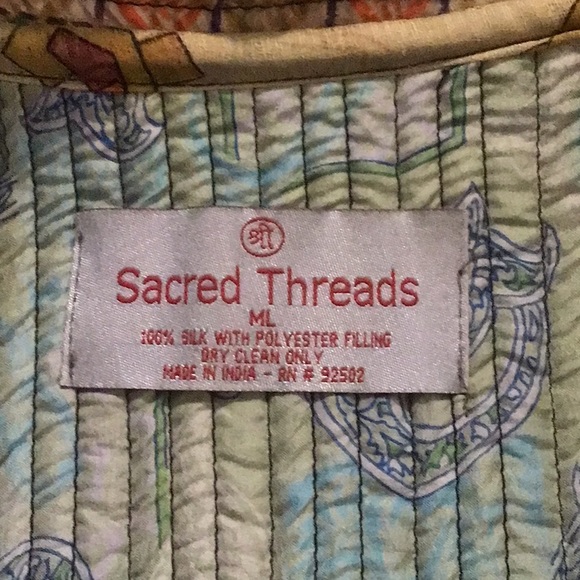 श्री
Sacred Threads
ML
100% SILK WITH POLYESTER FILLING
DRY CLEAN ONLY
MADE IN INDIA - RN # 92502